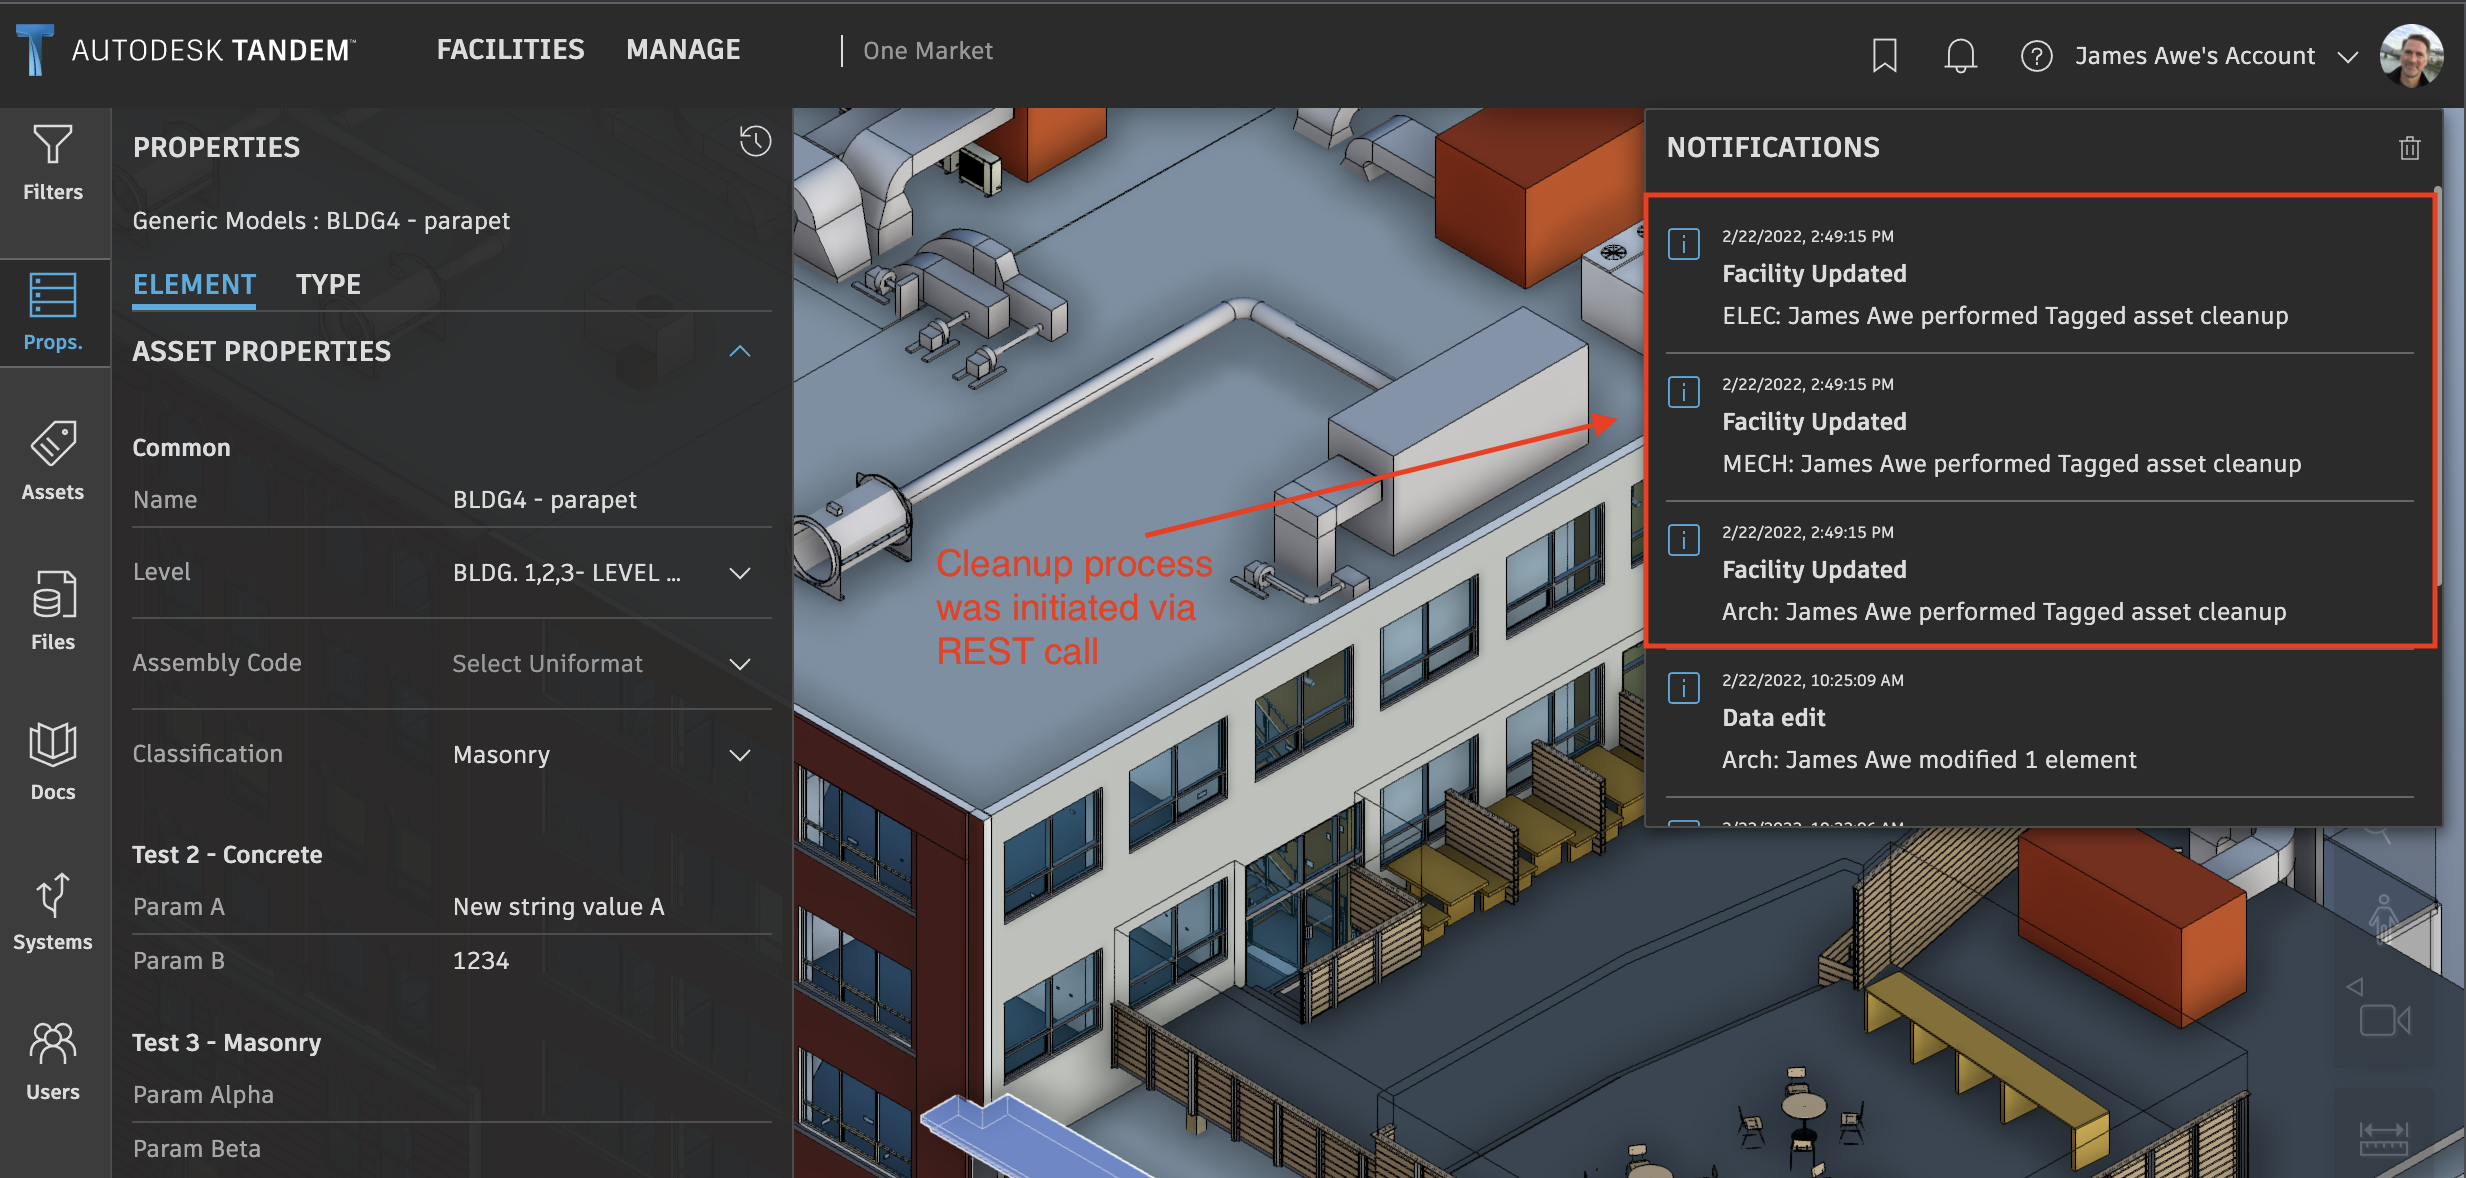 AUTODESK TANDEM™
FACILITIES
MANAGE
One Market
James Awe's Account
Filters
Props.
Assets
Files
Docs
Systems
Users
PROPERTIES
Generic Models : BLDG4 - parapet
ELEMENT
TYPE
ASSET PROPERTIES
Common
Name
BLDG4 - parapet
Level
BLDG. 1,2,3- LEVEL ...
Assembly Code
Select Uniformat
Classification
Masonry
Test 2 - Concrete
Param A
New string value A
Param B
1234
Test 3 - Masonry
Param Alpha
Param Beta
Cleanup process
was initiated via
REST call
NOTIFICATIONS
2/22/2022, 2:49:15 PM
Facility Updated
ELEC: James Awe performed Tagged asset cleanup
2/22/2022, 2:49:15 PM
Facility Updated
MECH: James Awe performed Tagged asset cleanup
2/22/2022, 2:49:15 PM
Facility Updated
Arch: James Awe performed Tagged asset cleanup
2/22/2022, 10:25:09 AM
Data edit
Arch: James Awe modified 1 element